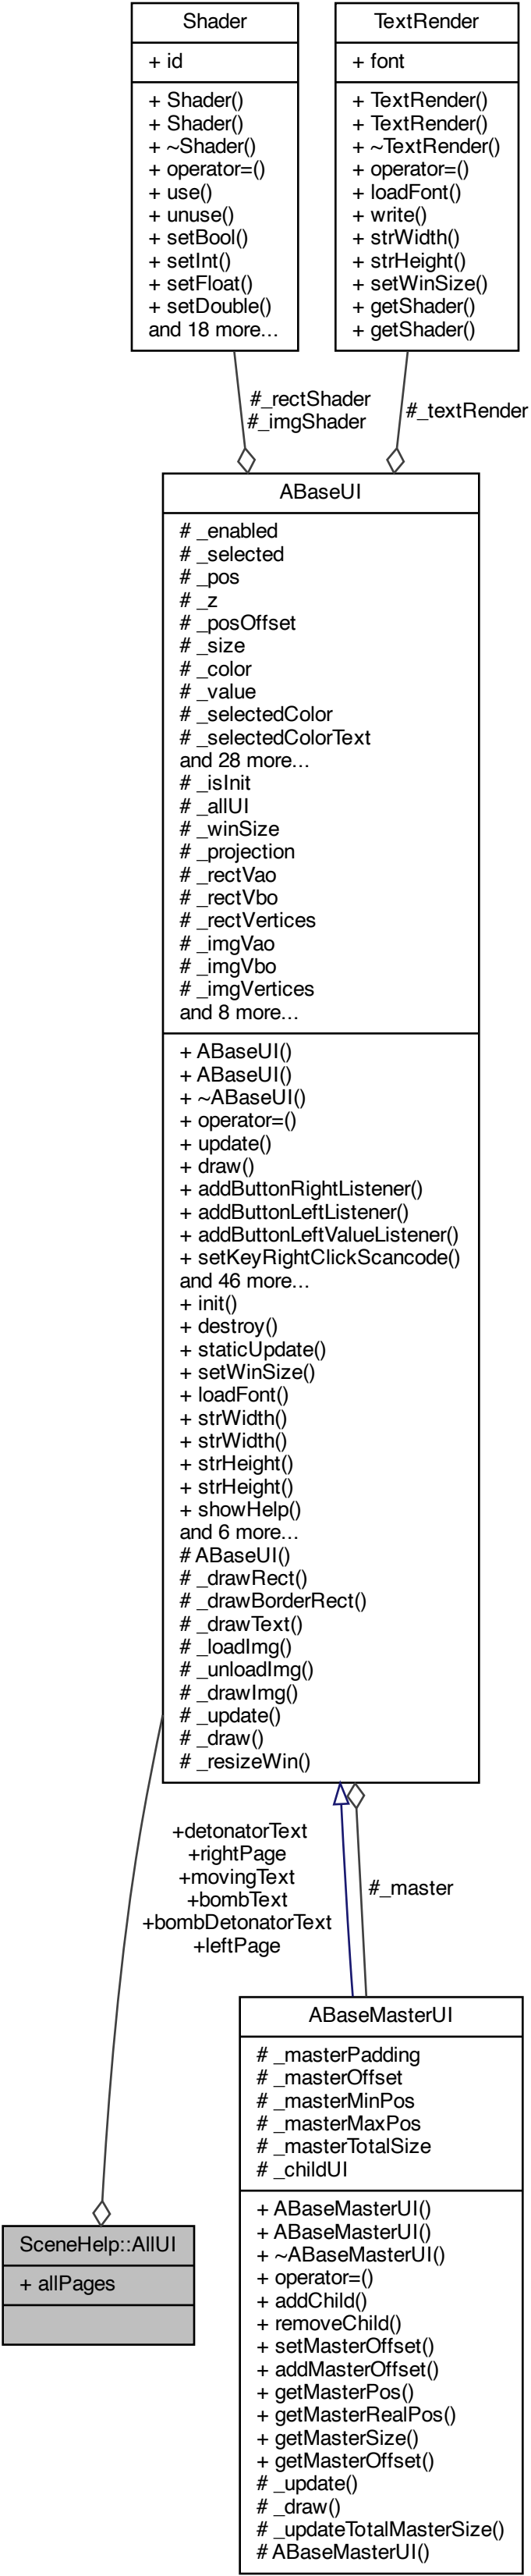 Shader
+ id
+ Shader()
+ Shader()
+ ~Shader()
+ operator=()
+ use()
+ unuse()
+ setBool()
+ setInt()
+ setFloat()
+ setDouble()
and 18 more...
TextRender
+ font
+ TextRender()
+ TextRender()
+ ~TextRender()
+ operator=()
+ loadFont()
+ write()
+ strWidth()
+ strHeight()
+ setWinSize()
+ getShader()
+ getShader()
#_rectShader
#_imgShader
#_textRender
ABaseUI
# _enabled
# _selected
# _pos
# _z
# _posOffset
# _size
# _color
# _value
# _selectedColor
# _selectedColorText
and 28 more...
# _isInit
# _allUI
# _winSize
# _projection
# _rectVao
# _rectVbo
# _rectVertices
# _imgVao
# _imgVbo
# _imgVertices
and 8 more...
+ ABaseUI()
+ ABaseUI()
+ ~ABaseUI()
+ operator=()
+ update()
+ draw()
+ addButtonRightListener()
+ addButtonLeftListener()
+ addButtonLeftValueListener()
+ setKeyRightClickScancode()
and 46 more...
+ init()
+ destroy()
+ staticUpdate()
+ setWinSize()
+ loadFont()
+ strWidth()
+ strWidth()
+ strHeight()
+ strHeight()
+ showHelp()
and 6 more...
# ABaseUI()
# _drawRect()
# _drawBorderRect()
# _drawText()
# _loadImg()
# _unloadImg()
# _drawImg()
# _update()
# _draw()
# _resizeWin()
+detonatorText
+rightPage
+movingText
+bombText
+bombDetonatorText
+leftPage
#_master
ABaseMasterUI
# _masterPadding
# _masterOffset
# _masterMinPos
# _masterMaxPos
# _masterTotalSize
# _childUI
+ ABaseMasterUI()
+ ABaseMasterUI()
+ ~ABaseMasterUI()
+ operator=()
+ addChild()
+ removeChild()
+ setMasterOffset()
+ addMasterOffset()
+ getMasterPos()
+ getMasterRealPos()
+ getMasterSize()
+ getMasterOffset()
# _update()
# _draw()
# _updateTotalMasterSize()
# ABaseMasterUI()
SceneHelp::AllUI
+ allPages